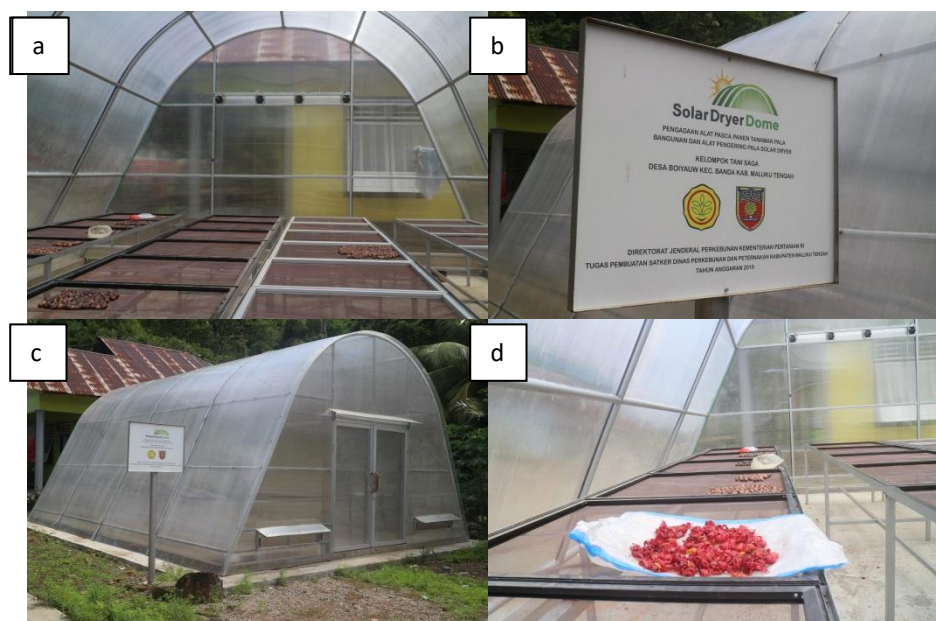 a
b
SolarDryerDome
PENGADAAN ALAT PASCA PANEN TANAMAN PALA
BANGUNAN DAN ALAT PENGERING PALA SOLAR DRYER
KELOMPOK TANI SAGA
DESA BOIYAUW KEC. BANDA KAB. MALUKU TENGAH
DIREKTORAT JENDERAL PERKEBUNAN KEMENTERIAN PERTANIAN RI
TUGAS PEMBUATAN SATKER DINAS PERKEBUNAN DAN PETERNAKAN KABUPATEN MALUKU TENGAH
TAHUN ANGGARAN 2019
c
SolarDryerDome
d